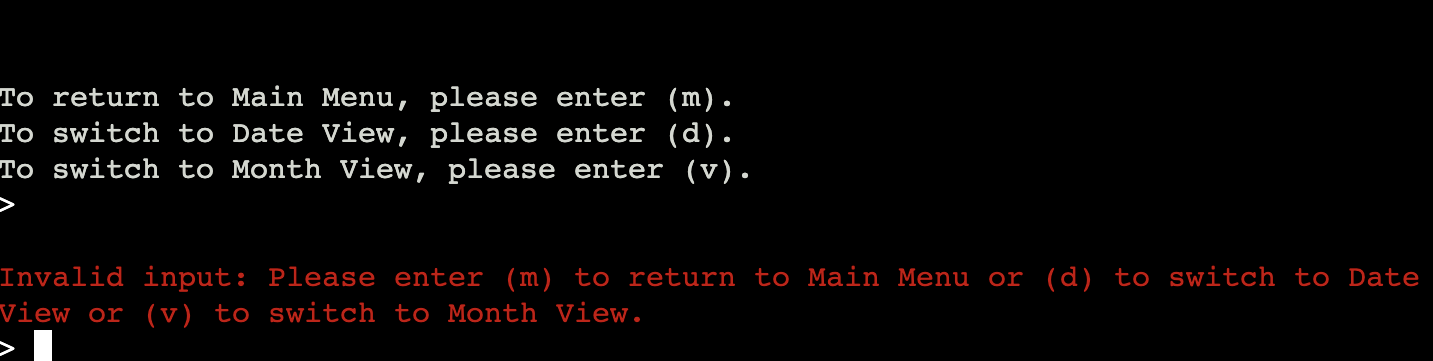 To return to Main Menu, please enter (m).
To switch to Date View, please enter (d).
To switch to Month View, please enter (v).
>
Invalid input: Please enter (m) to return to Main Menu or (d) to switch to Date
View or (v) to switch to Month View.
>